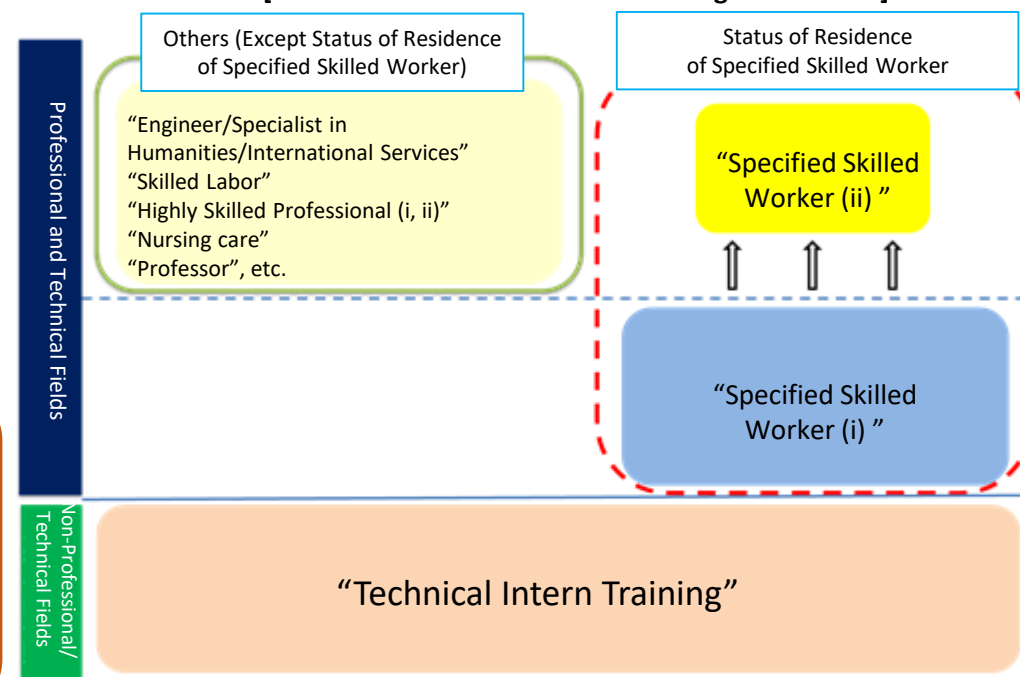 Others (Except Status of Residence
of Specified Skilled Worker)
Status of Residence
of Specified Skilled Worker
Professional and Technical Fields
“Engineer/Specialist in
Humanities/International Services”
“Skilled Labor”
“Highly Skilled Professional (i, ii)”
“Nursing care”
“Professor”, etc.
“Specified Skilled
Worker (ii) ”
“Specified Skilled
Worker (i) ”
Non-Professional/
Technical Fields
“Technical Intern Training”